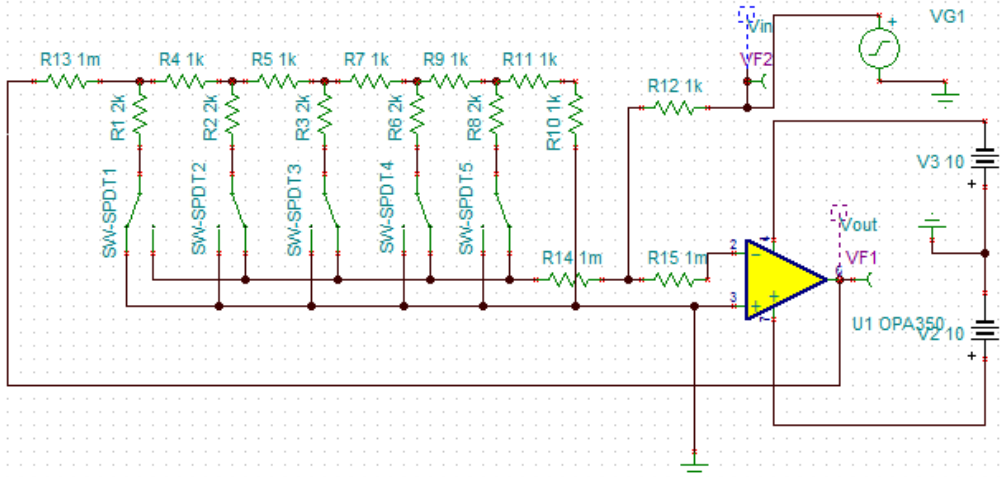 Vin
VG1
+
VF2
R13 1m
R4 1k
R5 1k
R7 1k
R9 1k
R11 1k
R12 1k
R1 2k
R2 2k
R3 2k
R6 2k
R8 2k
R10 1k
V3 10
+
SW-SPDT1
SW-SPDT2
SW-SPDT3
SW-SPDT4
SW-SPDT5
Vout
R14 1m
R15 1m
VF1
2
3
4
6
7
-
+
+
U1 OPA350
V2 10
+